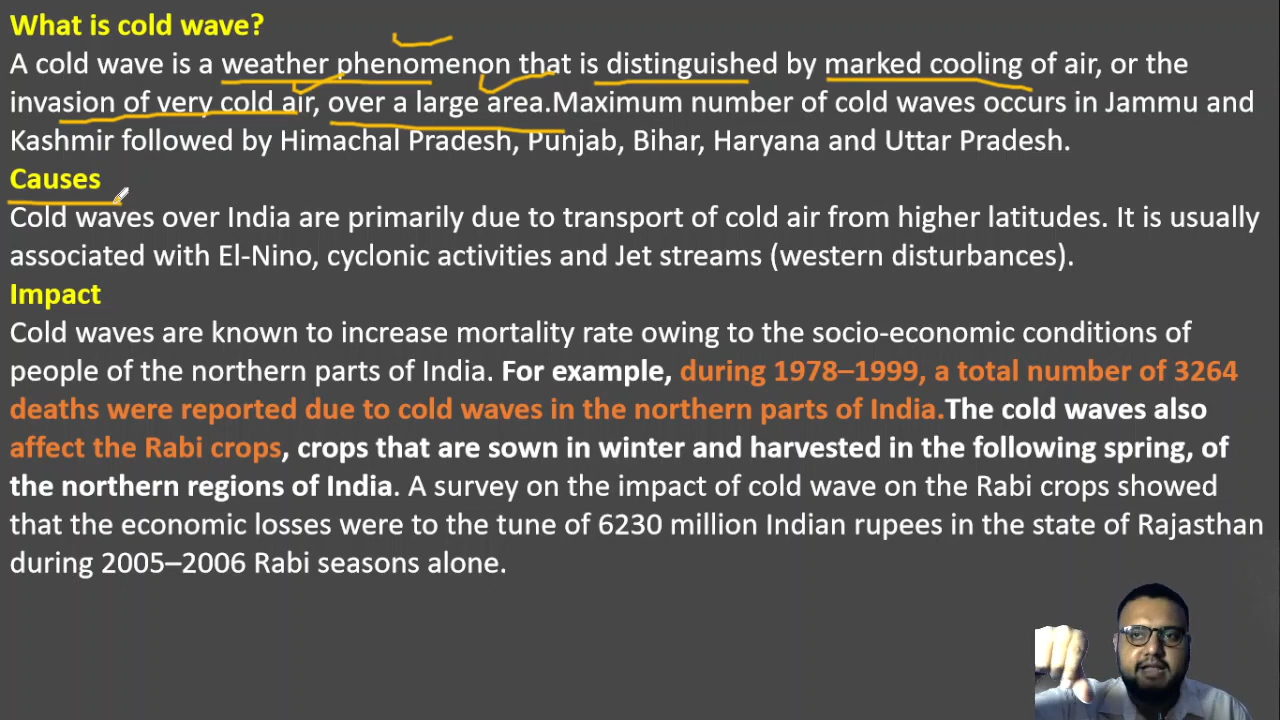 What is cold wave?
A cold wave is a weather phenomenon that is distinguished by marked cooling of air, or the
invasion of very cold air, over a large area.Maximum number of cold waves occurs in Jammu and
Kashmir followed by Himachal Pradesh, Punjab, Bihar, Haryana and Uttar Pradesh.
Causes
Cold waves over India are primarily due to transport of cold air from higher latitudes. It is usually
associated with El-Nino, cyclonic activities and Jet streams (western disturbances).
Impact
Cold waves are known to increase mortality rate owing to the socio-economic conditions of
people of the northern parts of India. For example, during 1978–1999, a total number of 3264
deaths were reported due to cold waves in the northern parts of India.The cold waves also
affect the Rabi crops, crops that are sown in winter and harvested in the following spring, of
the northern regions of India. A survey on the impact of cold wave on the Rabi crops showed
that the economic losses were to the tune of 6230 million Indian rupees in the state of Rajasthan
during 2005–2006 Rabi seasons alone.